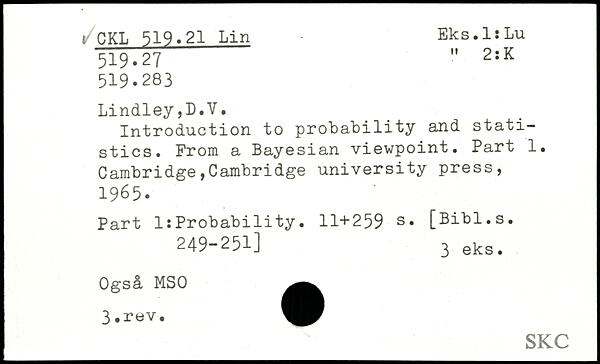 CKL 519.21 Lin Eks.1:Lu
519.27 " 2:K
519.283
Lindley,D.V.
Introduction to probability and stati-
stics. From a Bayesian viewpoint. Part 1.
Cambridge,Cambridge university press,
1965.
Part 1:Probability. 11+259 s. [Bibl.s.
249-251]
3 eks.
Også MSO
3.rev.
SKC